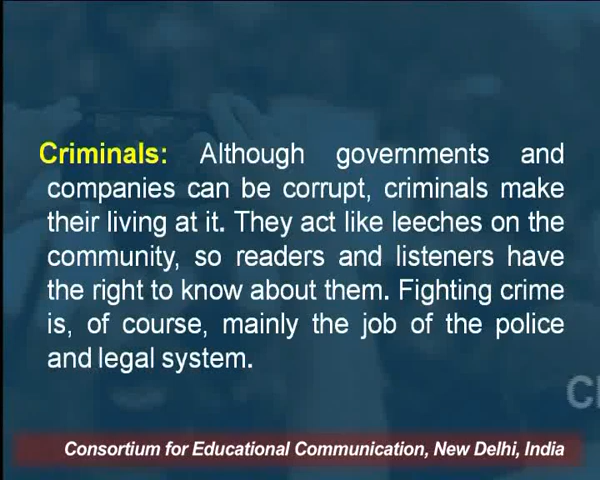 Criminals: Although governments and
companies can be corrupt, criminals make
their living at it. They act like leeches on the
community, so readers and listeners have
the right to know about them. Fighting crime
is, of course, mainly the job of the police
and legal system.
Consortium for Educational Communication, New Delhi, India